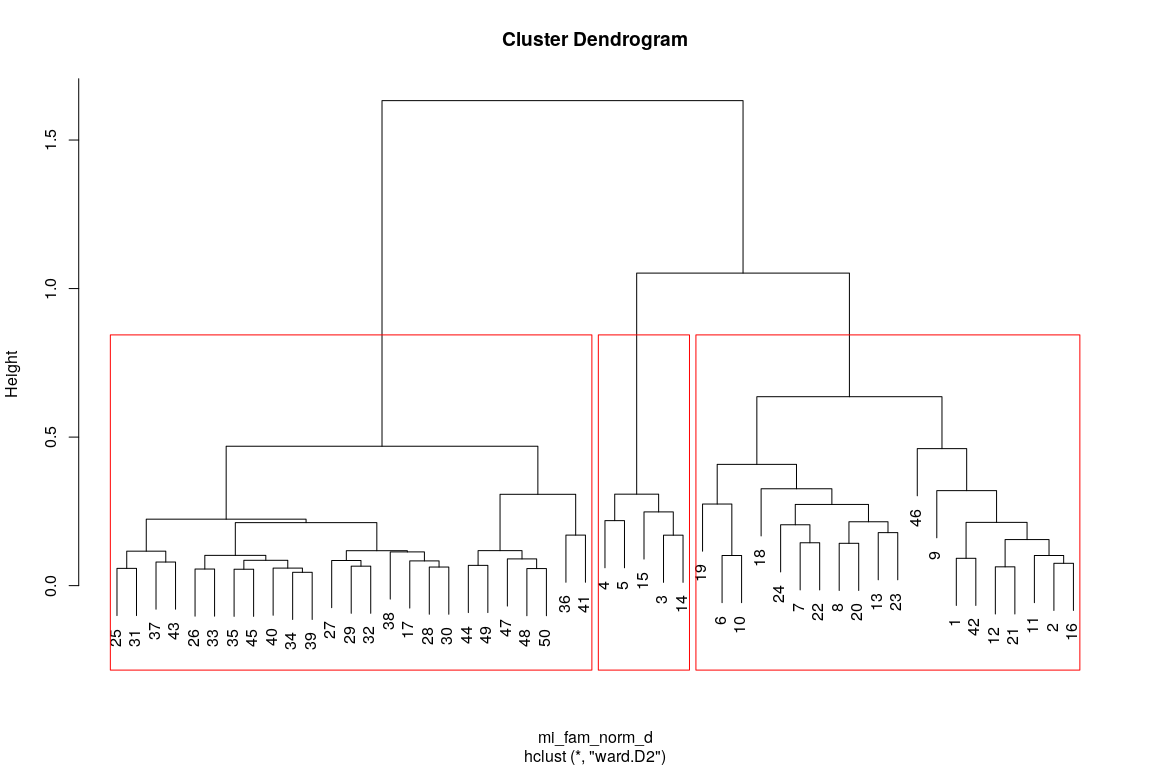 Cluster Dendrogram
Height
0.0 0.5 1.0 1.5
25 31 37 43 26 33 35 45 40 34 39 27 29 32 38 17 28 30 44 49 47 48 50 36 41 4 5 15 3 14 19 6 10 18 24 7 22 8 20 13 23 46 9 1 42 12 21 11 2 16
ml_fam_norm_d
hclust (*, "ward.D2")